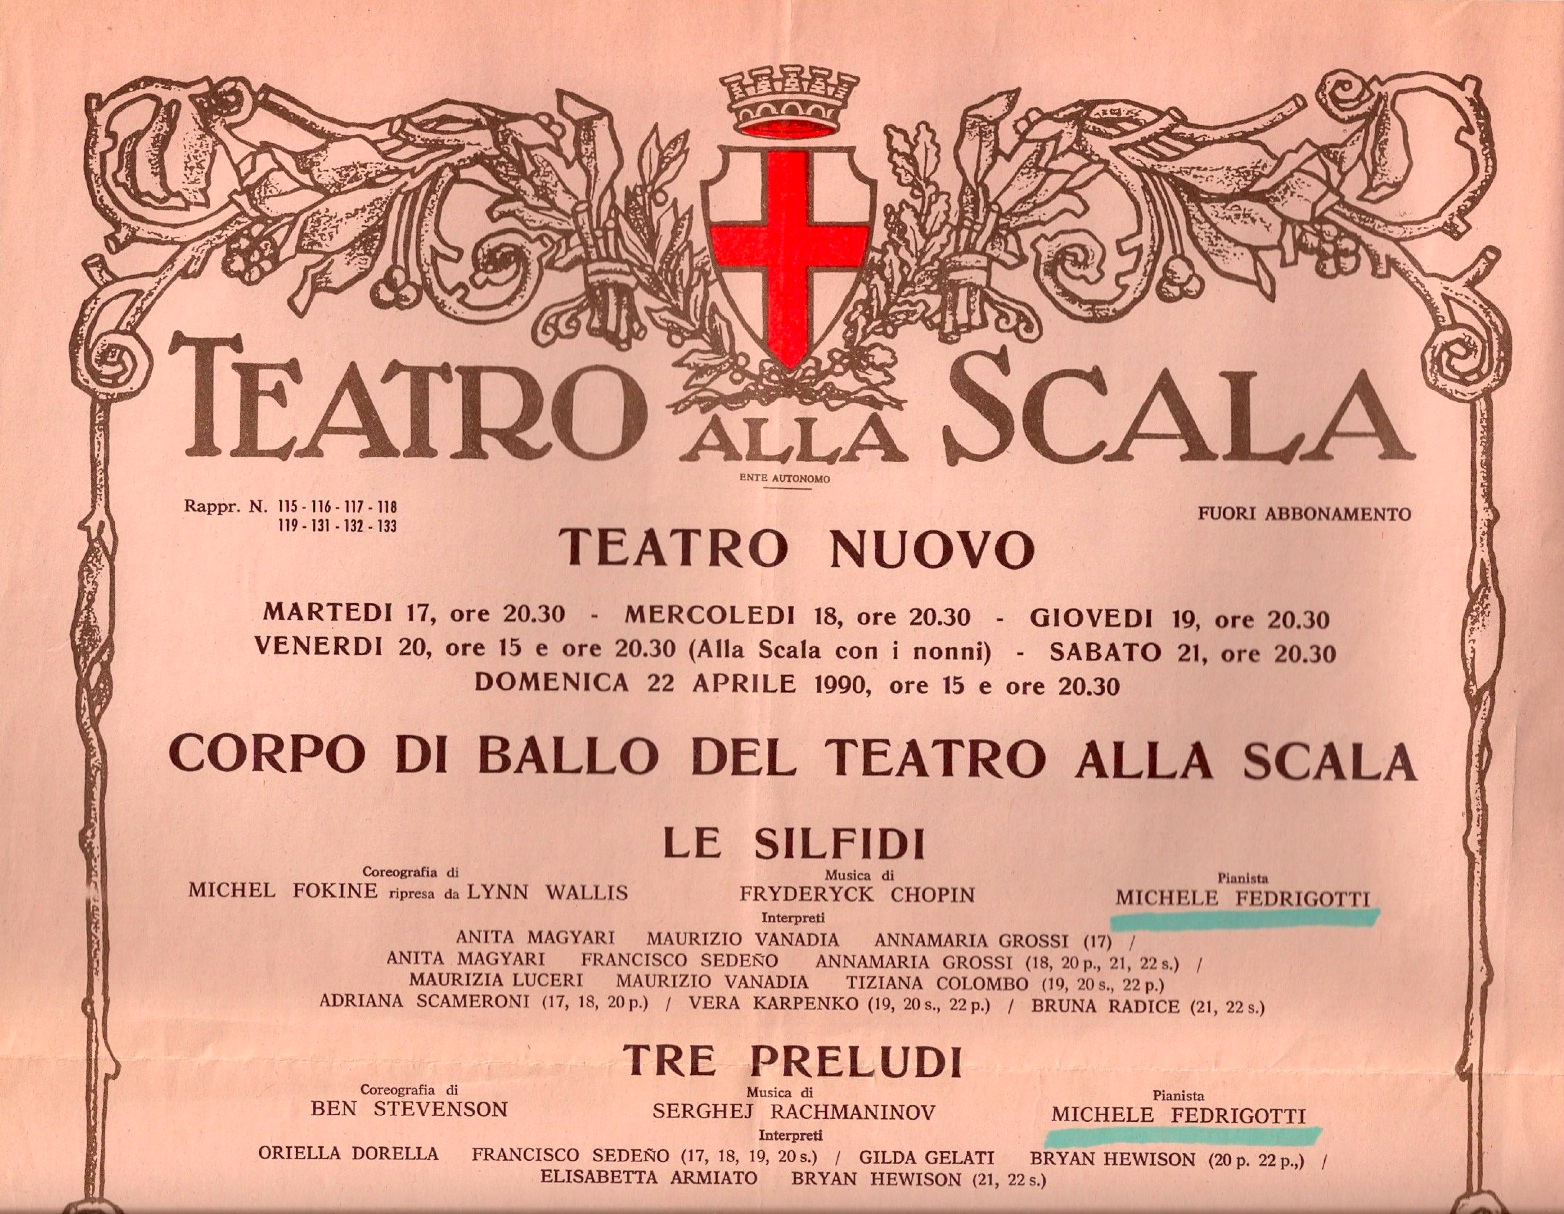 TEATRO ALLA SCALA
ENTE AUTONOMO
Rappr. N. 115 - 116 - 117 - 118
119 - 131 - 132 - 133
FUORI ABBONAMENTO
TEATRO NUOVO
MARTEDI 17, ore 20.30 - MERCOLEDI 18, ore 20.30 - GIOVEDI 19, ore 20.30
VENERDI 20, ore 15 e ore 20.30 (Alla Scala con i nonni) - SABATO 21, ore 20.30
DOMENICA 22 APRILE 1990, ore 15 e ore 20.30
CORPO DI BALLO DEL TEATRO ALLA SCALA
LE SILFIDI
Coreografia di Musica di Pianista
MICHEL FOKINE ripresa da LYNN WALLIS FRYDERYCK CHOPIN MICHELE FEDRIGOTTI
Interpreti
ANITA MAGYARI MAURIZIO VANADIA ANNAMARIA GROSSI (17) /
ANITA MAGYARI FRANCISCO SEDEÑO ANNAMARIA GROSSI (18, 20 p., 21, 22 s.) /
MAURIZIA LUCERI MAURIZIO VANADIA TIZIANA COLOMBO (19, 20 s., 22 p.)
ADRIANA SCAMERONI (17, 18, 20 p.) / VERA KARPENKO (19, 20 s., 22 p.) / BRUNA RADICE (21, 22 s.)
TRE PRELUDI
Coreografia di Musica di Pianista
BEN STEVENSON SERGHEJ RACHMANINOV MICHELE FEDRIGOTTI
Interpreti
ORIELLA DORELLA FRANCISCO SEDEÑO (17, 18, 19, 20 s.) / GILDA GELATI BRYAN HEWISON (20 p. 22 p.,) /
ELISABETTA ARMIATO BRYAN HEWISON (21, 22 s.)